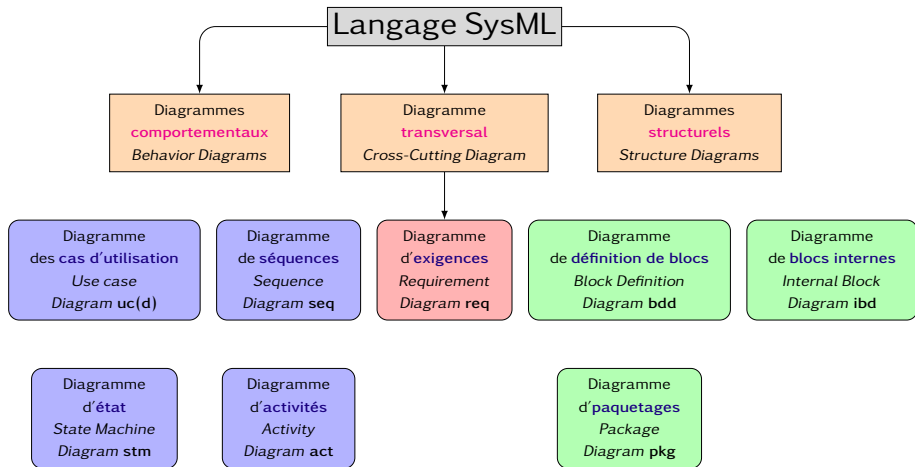 Langage SysML
Diagrammes
comportementaux
Behavior Diagrams
Diagramme
transversal
Cross-Cutting Diagram
Diagrammes
structurels
Structure Diagrams
Diagramme
des cas d'utilisation
Use case
Diagram uc(d)
Diagramme
de séquences
Sequence
Diagram seq
Diagramme
d'exigences
Requirement
Diagram req
Diagramme
de définition de blocs
Block Definition
Diagram bdd
Diagramme
de blocs internes
Internal Block
Diagram ibd
Diagramme
d'état
State Machine
Diagram stm
Diagramme
d'activités
Activity
Diagram act
Diagramme
d'paquetages
Package
Diagram pkg